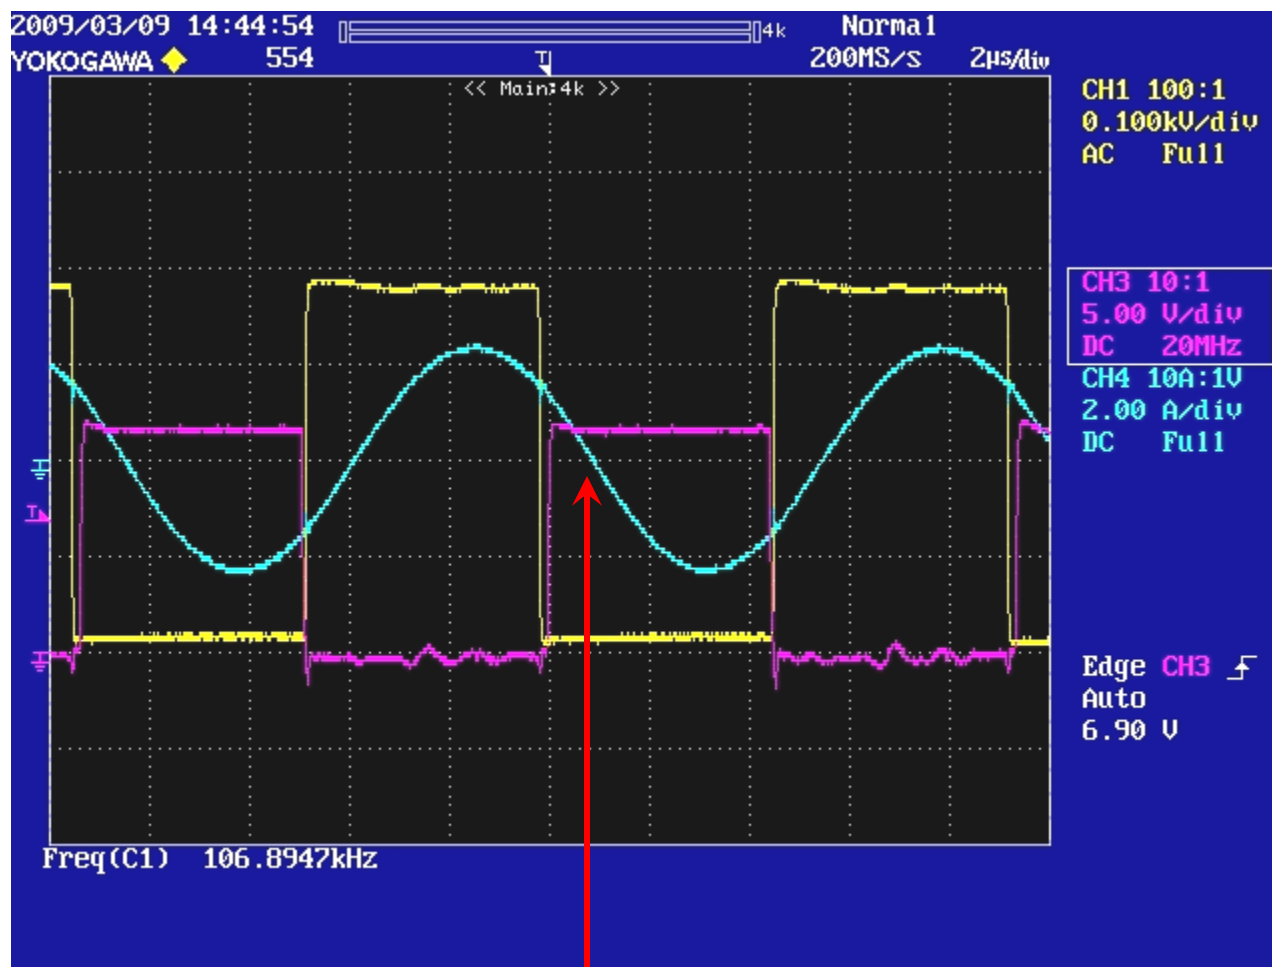 2009/03/09 14:44:54
4k
Normal
YOKOGAWA
554
T
200MS/s
2µs/div
<< Main:4k >>
CH1 100:1
0.100kV/div
AC Full
CH3 10:1
5.00 V/div
DC 20MHz
CH4 10A:1V
2.00 A/div
DC Full
T
Edge CH3
Auto
6.90 V
Freq(C1) 106.8947kHz